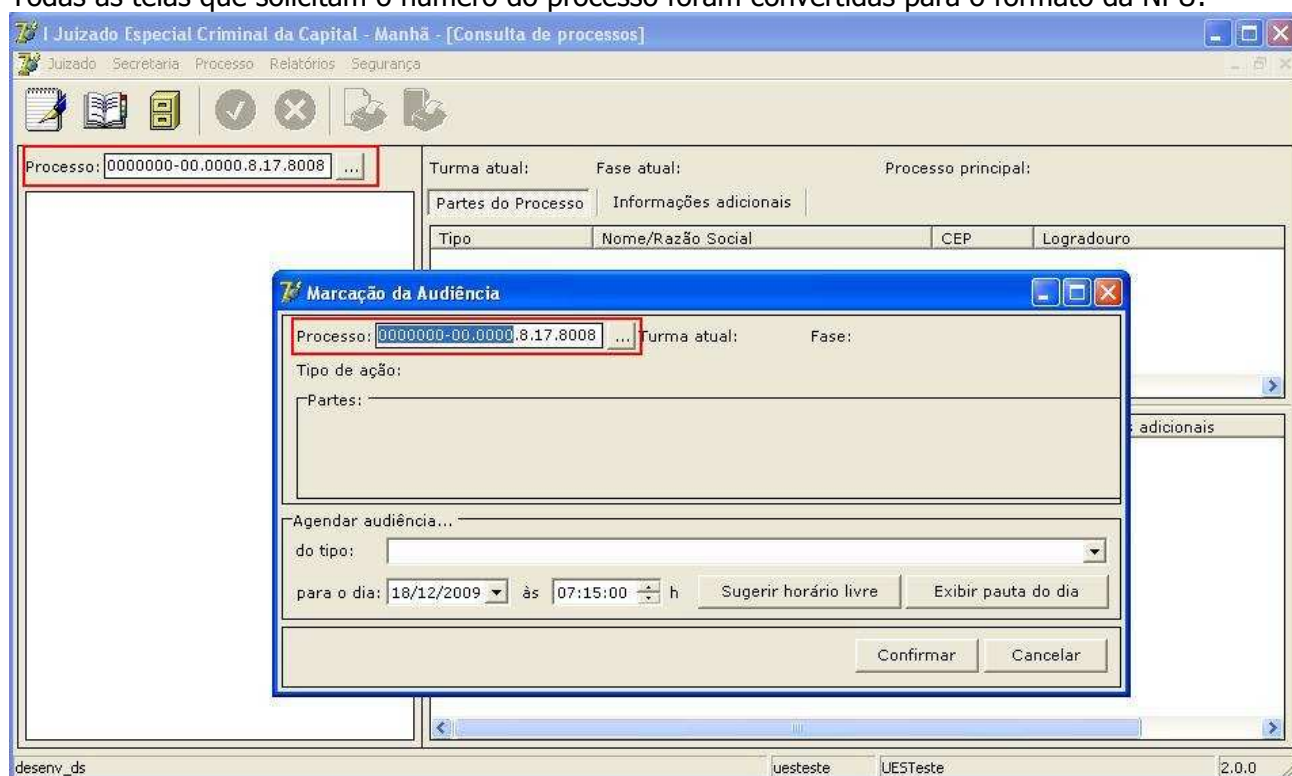 Todas as telas que solicitam o número do processo foram convertidas para o formato da NPU.
I Juizado Especial Criminal da Capital - Manhã - [Consulta de processos]
Juizado Secretaria Processo Relatórios Segurança
Processo: 0000000-00.0000.8.17.8008 ...
Turma atual: Fase atual: Processo principal:
Partes do Processo Informações adicionais
Tipo Nome/Razão Social CEP Logradouro
Marcação da Audiência
Processo: 0000000-00.0000.8.17.8008 ... Turma atual: Fase:
Tipo de ação:
Partes:
adicionais
Agendar audiência...
do tipo:
para o dia: 18/12/2009 às 07:15:00 h Sugerir horário livre Exibir pauta do dia
Confirmar Cancelar
desenv_ds uesteste UESTeste 2.0.0